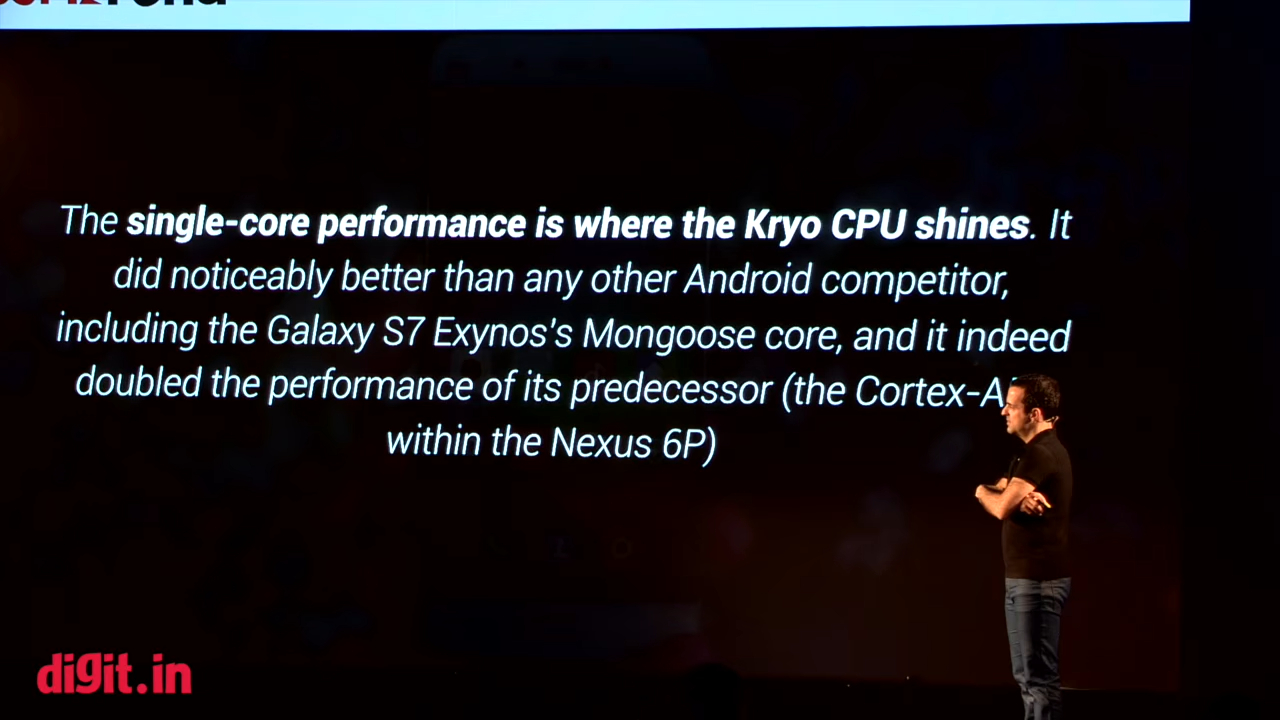 The single-core performance is where the Kryo CPU shines. It
did noticeably better than any other Android competitor,
including the Galaxy S7 Exynos's Mongoose core, and it indeed
doubled the performance of its predecessor (the
within the Nexus 6P)
digit.in